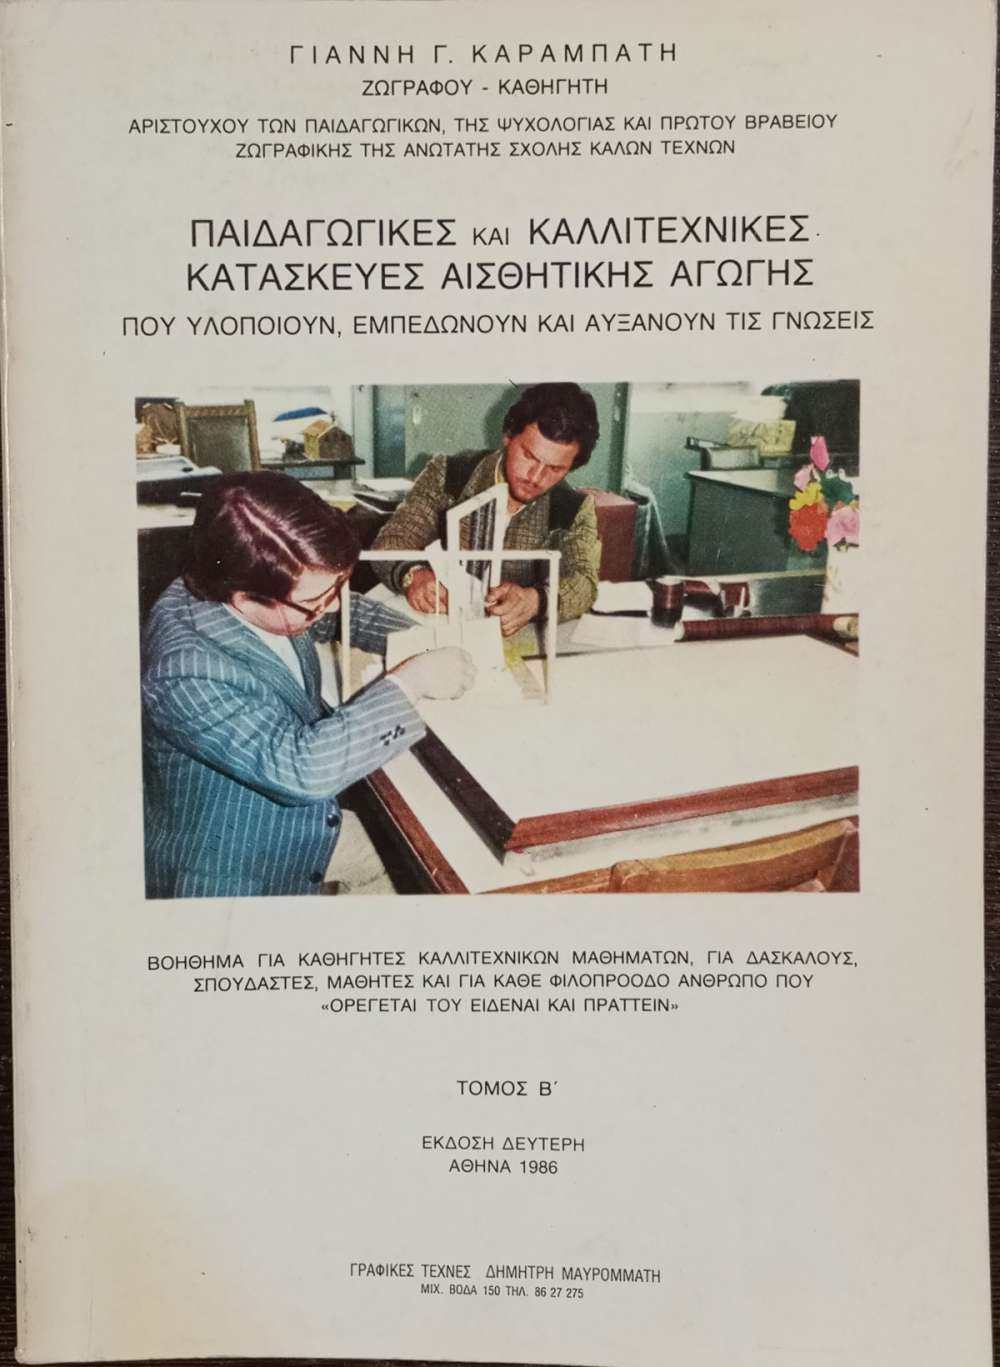 ΓΙΑΝΝΗ Γ. ΚΑΡΑΜΠΑΤΗ
ΖΩΓΡΑΦΟΥ - ΚΑΘΗΓΗΤΗ
ΑΡΙΣΤΟΥΧΟΥ ΤΩΝ ΠΑΙΔΑΓΩΓΙΚΩΝ, ΤΗΣ ΨΥΧΟΛΟΓΙΑΣ ΚΑΙ ΠΡΩΤΟΥ ΒΡΑΒΕΙΟΥ
ΖΩΓΡΑΦΙΚΗΣ ΤΗΣ ΑΝΩΤΑΤΗΣ ΣΧΟΛΗΣ ΚΑΛΩΝ ΤΕΧΝΩΝ
ΠΑΙΔΑΓΩΓΙΚΕΣ ΚΑΙ ΚΑΛΛΙΤΕΧΝΙΚΕΣ
ΚΑΤΑΣΚΕΥΕΣ ΑΙΣΘΗΤΙΚΗΣ ΑΓΩΓΗΣ
ΠΟΥ ΥΛΟΠΟΙΟΥΝ, ΕΜΠΕΔΩΝΟΥΝ ΚΑΙ ΑΥΞΑΝΟΥΝ ΤΙΣ ΓΝΩΣΕΙΣ
ΒΟΗΘΗΜΑ ΓΙΑ ΚΑΘΗΓΗΤΕΣ ΚΑΛΛΙΤΕΧΝΙΚΩΝ ΜΑΘΗΜΑΤΩΝ, ΓΙΑ ΔΑΣΚΑΛΟΥΣ,
ΣΠΟΥΔΑΣΤΕΣ, ΜΑΘΗΤΕΣ ΚΑΙ ΓΙΑ ΚΑΘΕ ΦΙΛΟΠΡΟΟΔΟ ΑΝΘΡΩΠΟ ΠΟΥ
«ΟΡΕΓΕΤΑΙ ΤΟΥ ΕΙΔΕΝΑΙ ΚΑΙ ΠΡΑΤΤΕΙΝ»
ΤΟΜΟΣ Β΄
ΕΚΔΟΣΗ ΔΕΥΤΕΡΗ
ΑΘΗΝΑ 1986
ΓΡΑΦΙΚΕΣ ΤΕΧΝΕΣ ΔΗΜΗΤΡΗ ΜΑΥΡΟΜΜΑΤΗ
ΜΙΧ. ΒΟΔΑ 150 ΤΗΛ. 86 27 275